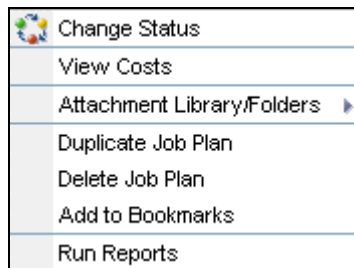 Change Status
View Costs
Attachment Library/Folders
Duplicate Job Plan
Delete Job Plan
Add to Bookmarks
Run Reports